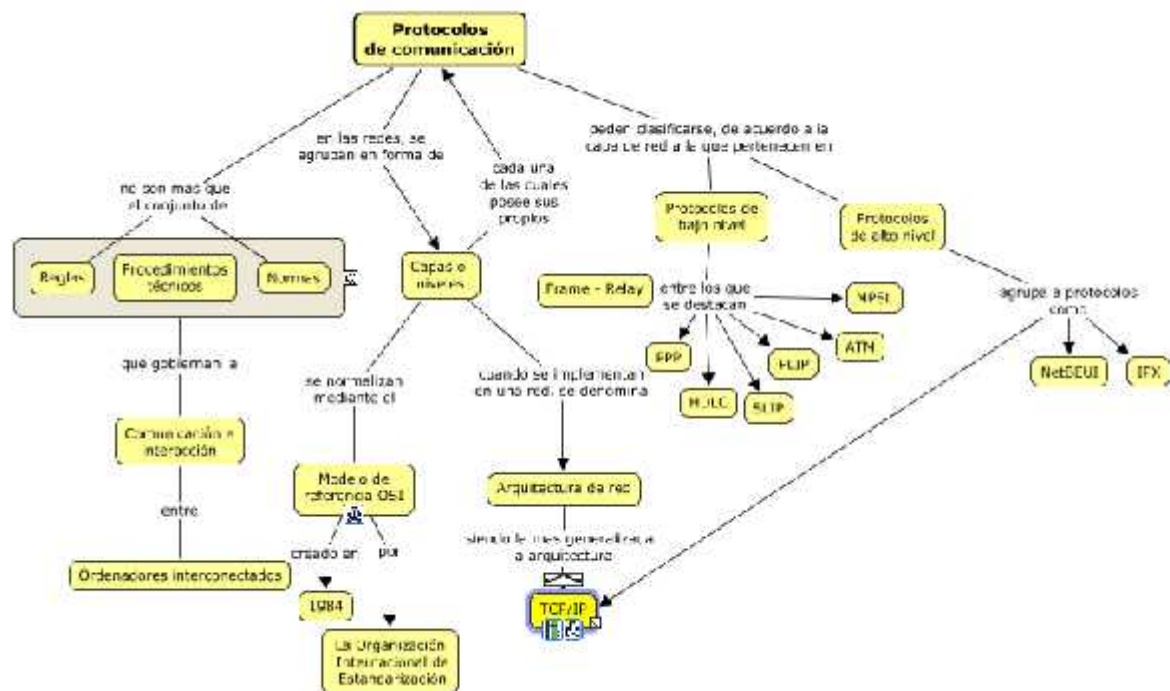 Protocolos
de comunicación
no son mas que
el conjunto de
Reglas
Procedimientos
técnicos
Normas
que gobiernan la
Comunicación e
interacción
entre
Ordenadores interconectados
en las redes, se
agrupan en forma de
cada una
de las cuales
posee sus
propios
Capas o
niveles
se normalizan
mediante el
Modelo de
referencia OSI
creado en
por
1984
La Organización
Internacional de
Estandarización
cuando se implementan
en una red, se denomina
Arquitectura de red
siendo la mas generalizada
la arquitectura
TCP/IP
peden clasificarse, de acuerdo a la
capa de red a la que pertenecen en
Protocolos de
bajo nivel
Frame - Relay
entre los que
se destacan
PPP
HDLC
SLIP
PLIP
ATM
Protocolos
de alto nivel
agrupa a protocolos
como
NetBEUI